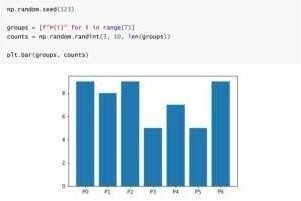 np.random.seed(123)
groups = [f"P{i}" for i in range(7)]
counts = np.random.randint(3, 10, len(groups))
plt.bar(groups, counts)
8
6
4
2
0
P0 P1 P2 P3 P4 P5 P6